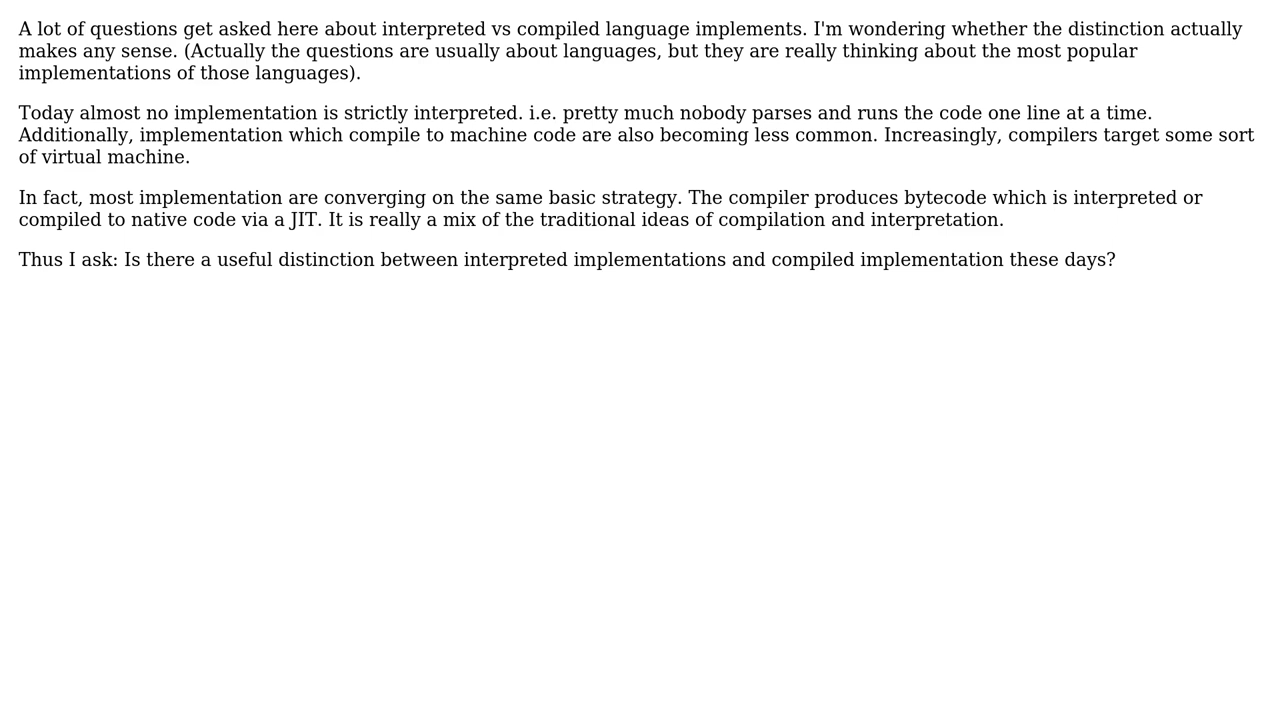 A lot of questions get asked here about interpreted vs compiled language implements. I'm wondering whether the distinction actually
makes any sense. (Actually the questions are usually about languages, but they are really thinking about the most popular
implementations of those languages).
Today almost no implementation is strictly interpreted. i.e. pretty much nobody parses and runs the code one line at a time.
Additionally, implementation which compile to machine code are also becoming less common. Increasingly, compilers target some sort
of virtual machine.
In fact, most implementation are converging on the same basic strategy. The compiler produces bytecode which is interpreted or
compiled to native code via a JIT. It is really a mix of the traditional ideas of compilation and interpretation.
Thus I ask: Is there a useful distinction between interpreted implementations and compiled implementation these days?